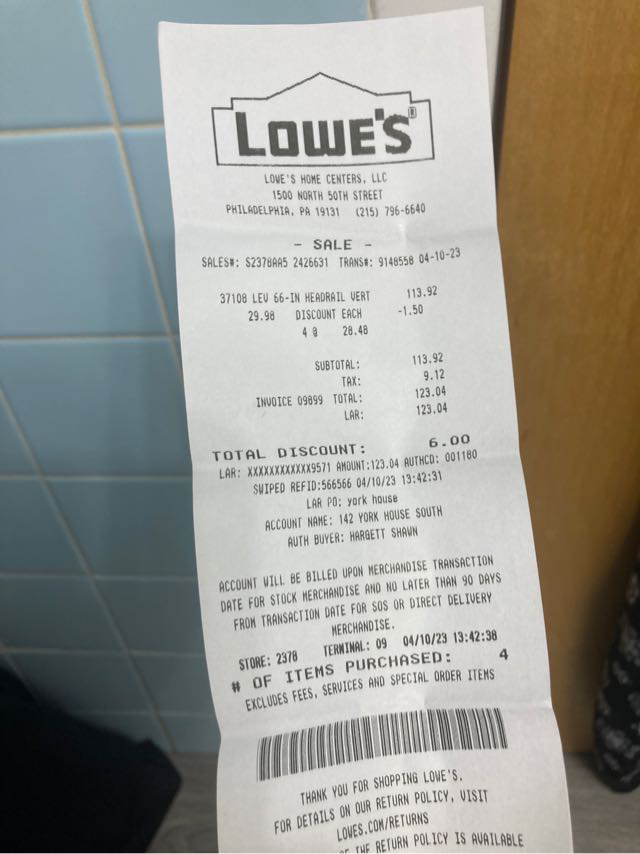 LOWE'S®
LOWE'S HOME CENTERS, LLC
1500 NORTH 50TH STREET
PHILADELPHIA, PA 19131 (215) 796-6640
- SALE -
SALES#: S2378AA5 2426631 TRANS#: 9148558 04-10-23
37108 LEV 66-IN HEADRAIL VERT 113.92
29.98 DISCOUNT EACH -1.50
4 @ 28.48
SUBTOTAL: 113.92
TAX: 9.12
INVOICE 09899 TOTAL: 123.04
LAR: 123.04
TOTAL DISCOUNT: 6.00
LAR: XXXXXXXXXXXX9571 AMOUNT:123.04 AUTHCD: 001180
SWIPED REFID:566566 04/10/23 13:42:31
LAR PO: york house
ACCOUNT NAME: 142 YORK HOUSE SOUTH
AUTH BUYER: HARGETT SHAWN
ACCOUNT WILL BE BILLED UPON MERCHANDISE TRANSACTION
DATE FOR STOCK MERCHANDISE AND NO LATER THAN 90 DAYS
FROM TRANSACTION DATE FOR SOS OR DIRECT DELIVERY
MERCHANDISE.
STORE: 2378 TERMINAL: 09 04/10/23 13:42:38
# OF ITEMS PURCHASED: 4
EXCLUDES FEES, SERVICES AND SPECIAL ORDER ITEMS
THANK YOU FOR SHOPPING LOWE'S.
FOR DETAILS ON OUR RETURN POLICY, VISIT
LOWES.COM/RETURNS
THE RETURN POLICY IS AVAILABLE